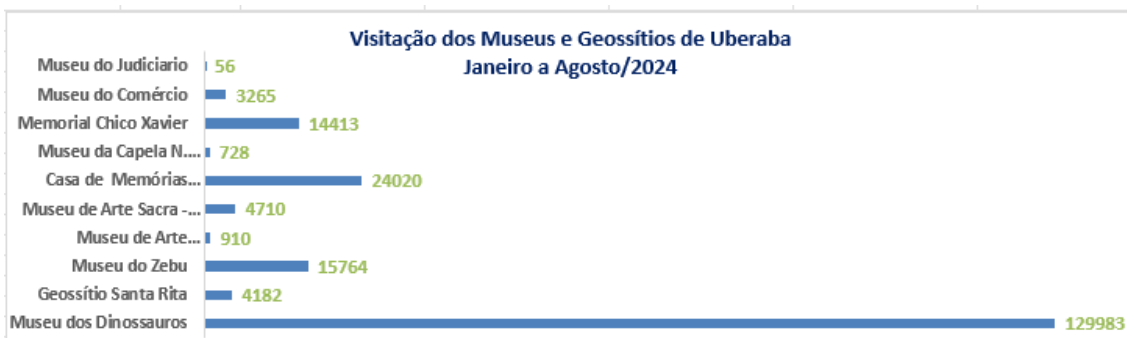 Visitação dos Museus e Geossítios de Uberaba
Janeiro a Agosto/2024
Museu do Judiciario 56
Museu do Comércio 3265
Memorial Chico Xavier 14413
Museu da Capela N.... 728
Casa de Memórias... 24020
Museu de Arte Sacra -... 4710
Museu de Arte... 910
Museu do Zebu 15764
Geossítio Santa Rita 4182
Museu dos Dinossauros 129983